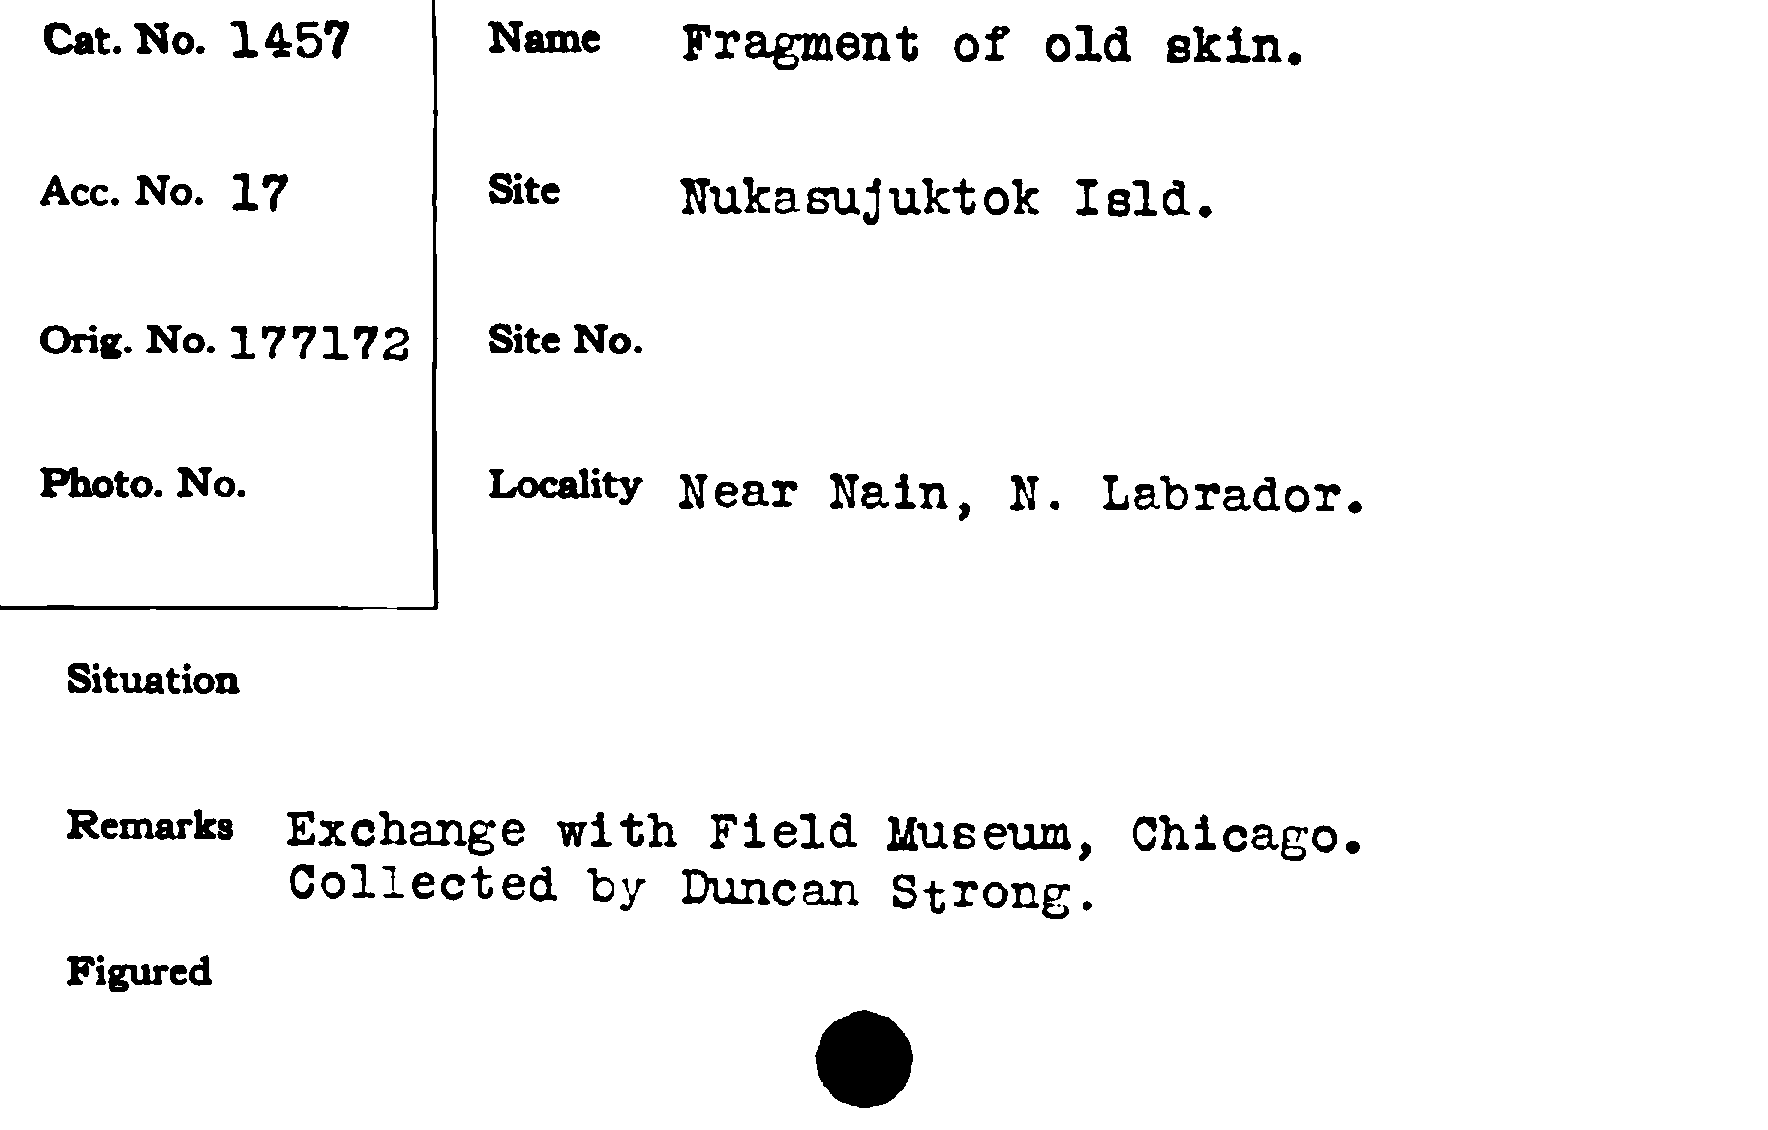 Cat. No. 1457
Name Fragment of old skin.
Acc. No. 17
Site Nukasujuktok Isld.
Orig. No. 177172
Site No.
Photo. No.
Locality Near Nain, N. Labrador.
Situation
Remarks Exchange with Field Museum, Chicago.
Collected by Duncan Strong.
Figured